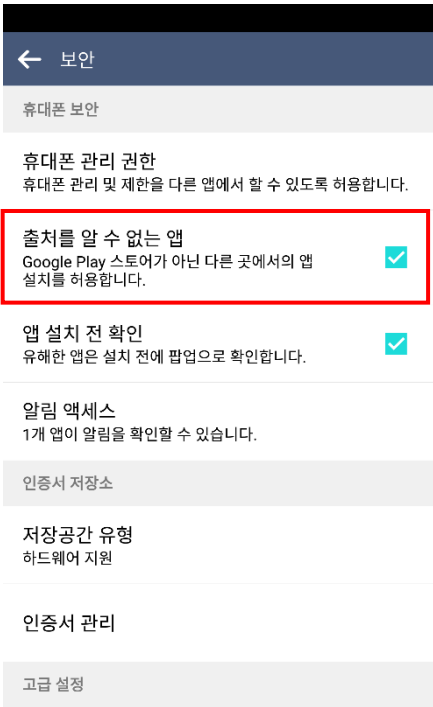 보안
휴대폰 보안
휴대폰 관리 권한
휴대폰 관리 및 제한을 다른 앱에서 할 수 있도록 허용합니다.
출처를 알 수 없는 앱
Google Play 스토어가 아닌 다른 곳에서의 앱
설치를 허용합니다.
앱 설치 전 확인
유해한 앱은 설치 전에 팝업으로 확인합니다.
알림 액세스
1개 앱이 알림을 확인할 수 있습니다.
인증서 저장소
저장공간 유형
하드웨어 지원
인증서 관리
고급 설정